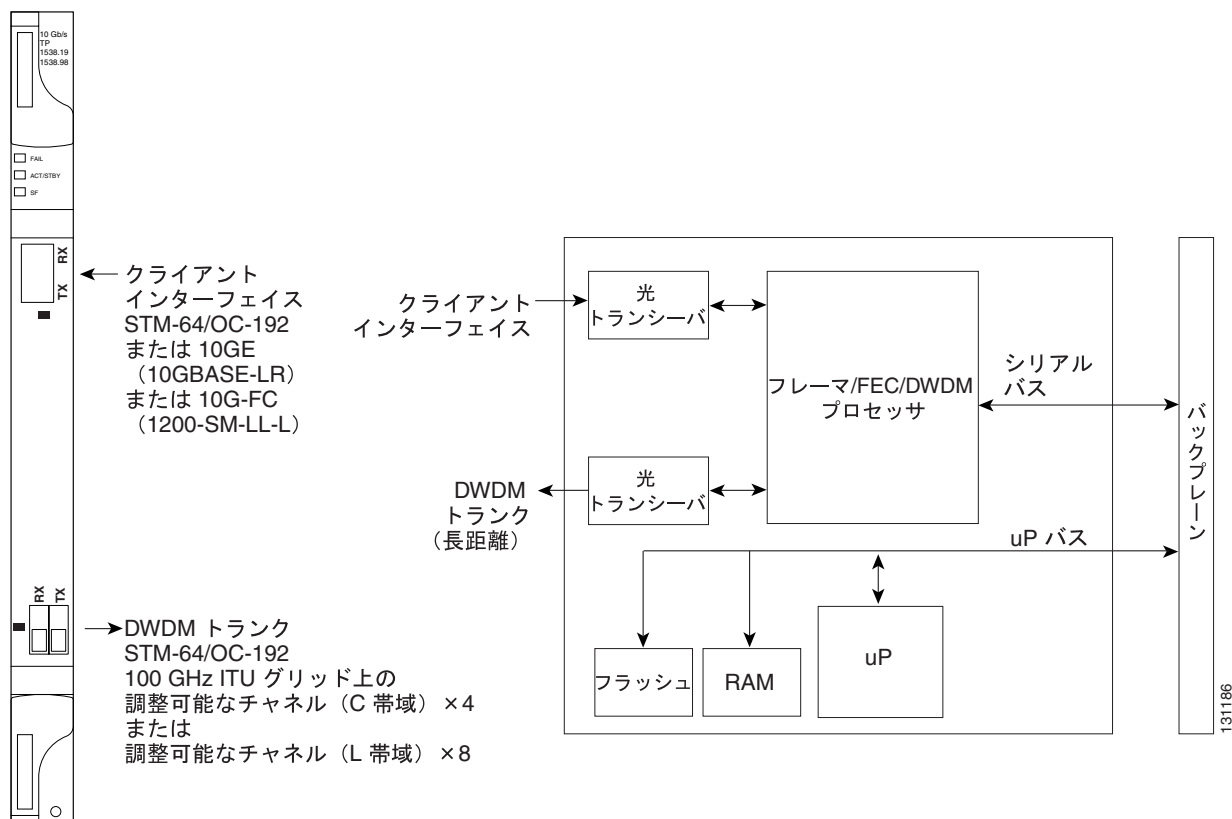 10 Gb/s
TP
1538.19
1538.98
FAIL
ACT/STBY
SF
RX
TX
クライアント
インターフェイス
STM-64/OC-192
または 10GE
（10GBASE-LR）
または 10G-FC
（1200-SM-LL-L）
RX
TX
DWDM トランク
STM-64/OC-192
100 GHz ITU グリッド上の
調整可能なチャネル（C 帯域）×4
または
調整可能なチャネル（L 帯域）×8
クライアント
インターフェイス
光
トランシーバ
フレーマ/FEC/DWDM
プロセッサ
シリアル
バス
DWDM
トランク
（長距離）
光
トランシーバ
uP バス
フラッシュ
RAM
uP
バックプレーン
131186